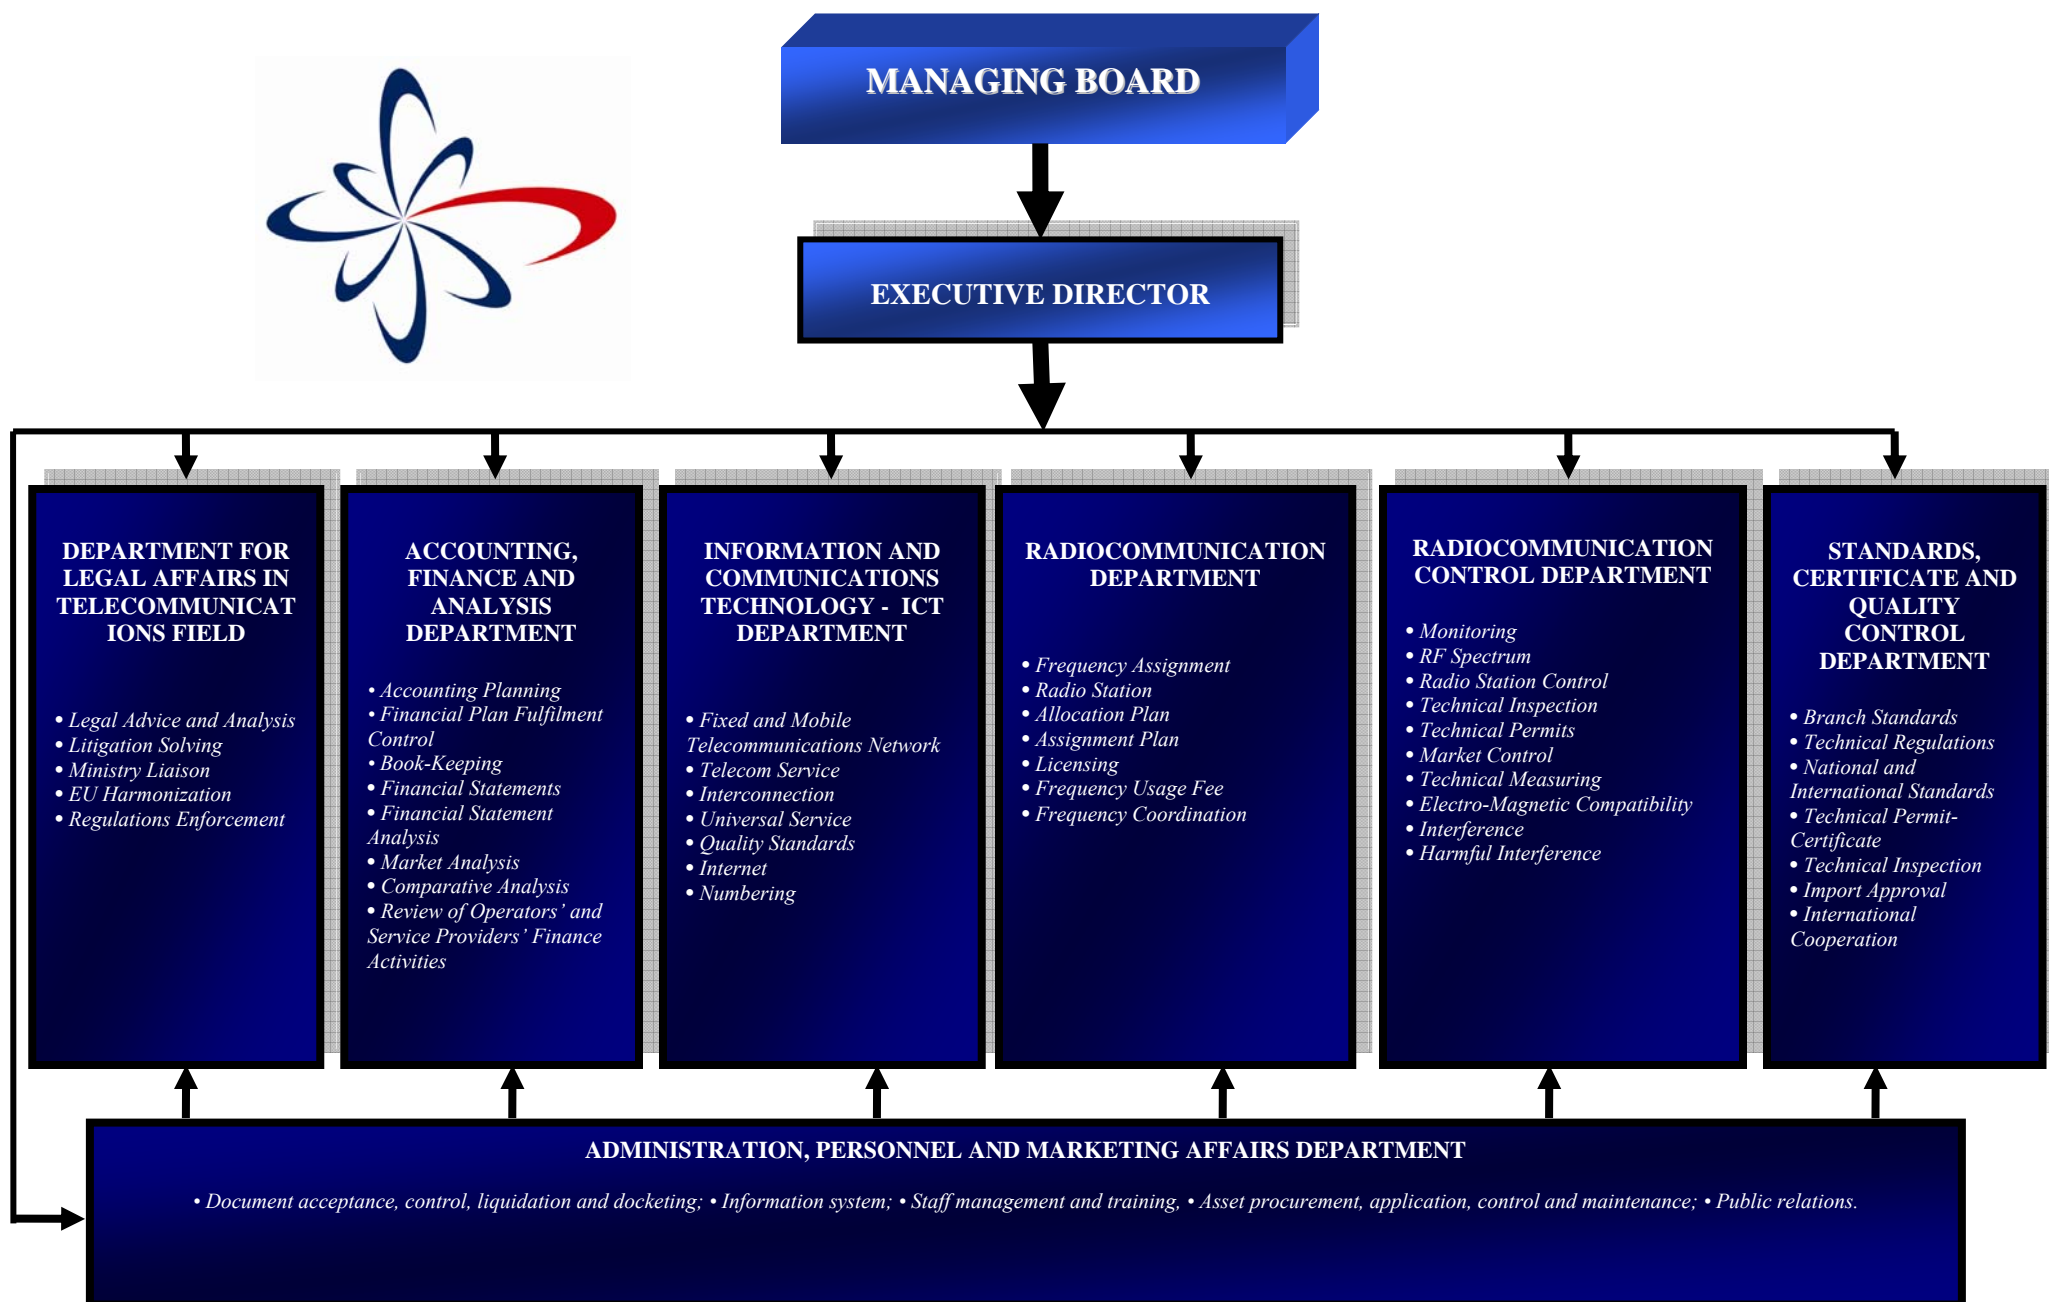 MANAGING BOARD
EXECUTIVE DIRECTOR
DEPARTMENT FOR
LEGAL AFFAIRS IN
TELECOMMUNICAT
IONS FIELD
• Legal Advice and Analysis
• Litigation Solving
• Ministry Liaison
• EU Harmonization
• Regulations Enforcement
ACCOUNTING,
FINANCE AND
ANALYSIS
DEPARTMENT
• Accounting Planning
• Financial Plan Fulfilment
Control
• Book-Keeping
• Financial Statements
• Financial Statement
Analysis
• Market Analysis
• Comparative Analysis
• Review of Operators’ and
Service Providers’ Finance
Activities
INFORMATION AND
COMMUNICATIONS
TECHNOLOGY - ICT
DEPARTMENT
• Fixed and Mobile
Telecommunications Network
• Telecom Service
• Interconnection
• Universal Service
• Quality Standards
• Internet
• Numbering
RADIOCOMMUNICATION
DEPARTMENT
• Frequency Assignment
• Radio Station
• Allocation Plan
• Assignment Plan
• Licensing
• Frequency Usage Fee
• Frequency Coordination
RADIOCOMMUNICATION
CONTROL DEPARTMENT
• Monitoring
• RF Spectrum
• Radio Station Control
• Technical Inspection
• Technical Permits
• Market Control
• Technical Measuring
• Electro-Magnetic Compatibility
• Interference
• Harmful Interference
STANDARDS,
CERTIFICATE AND
QUALITY
CONTROL
DEPARTMENT
• Branch Standards
• Technical Regulations
• National and
International Standards
• Technical Permit-
Certificate
• Technical Inspection
• Import Approval
• International
Cooperation
ADMINISTRATION, PERSONNEL AND MARKETING AFFAIRS DEPARTMENT
• Document acceptance, control, liquidation and docketing; • Information system; • Staff management and training, • Asset procurement, application, control and maintenance; • Public relations.